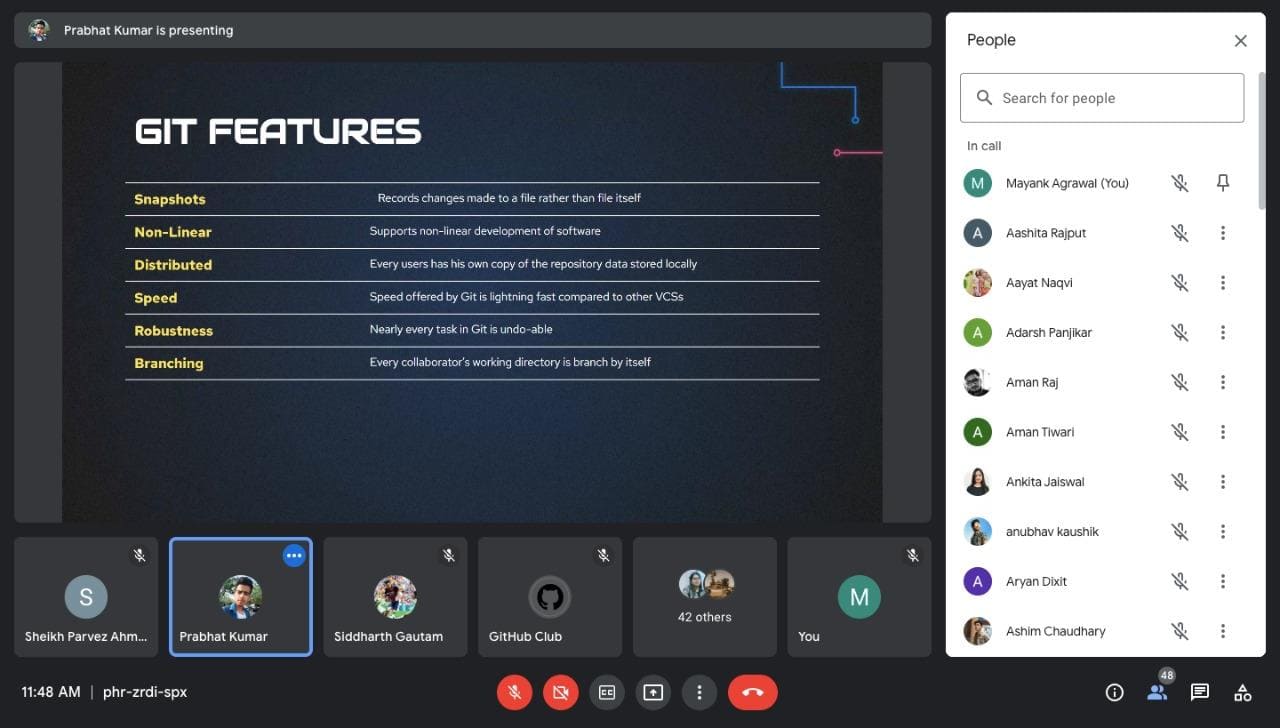 Prabhat Kumar is presenting
GIT FEATURES
Snapshots Records changes made to a file rather than file itself
Non-Linear Supports non-linear development of software
Distributed Every users has his own copy of the repository data stored locally
Speed Speed offered by Git is lightning fast compared to other VCSs
Robustness Nearly every task in Git is undo-able
Branching Every collaborator's working directory is branch by itself
S
Sheikh Parvez Ahm...
Prabhat Kumar
Siddharth Gautam
GitHub Club
42 others
M
You
11:48 AM | phr-zrdi-spx
CC
48
People
Search for people
In call
M Mayank Agrawal (You)
A Aashita Rajput
Aayat Naqvi
A Adarsh Panjikar
Aman Raj
A Aman Tiwari
Ankita Jaiswal
anubhav kaushik
A Aryan Dixit
Ashim Chaudhary